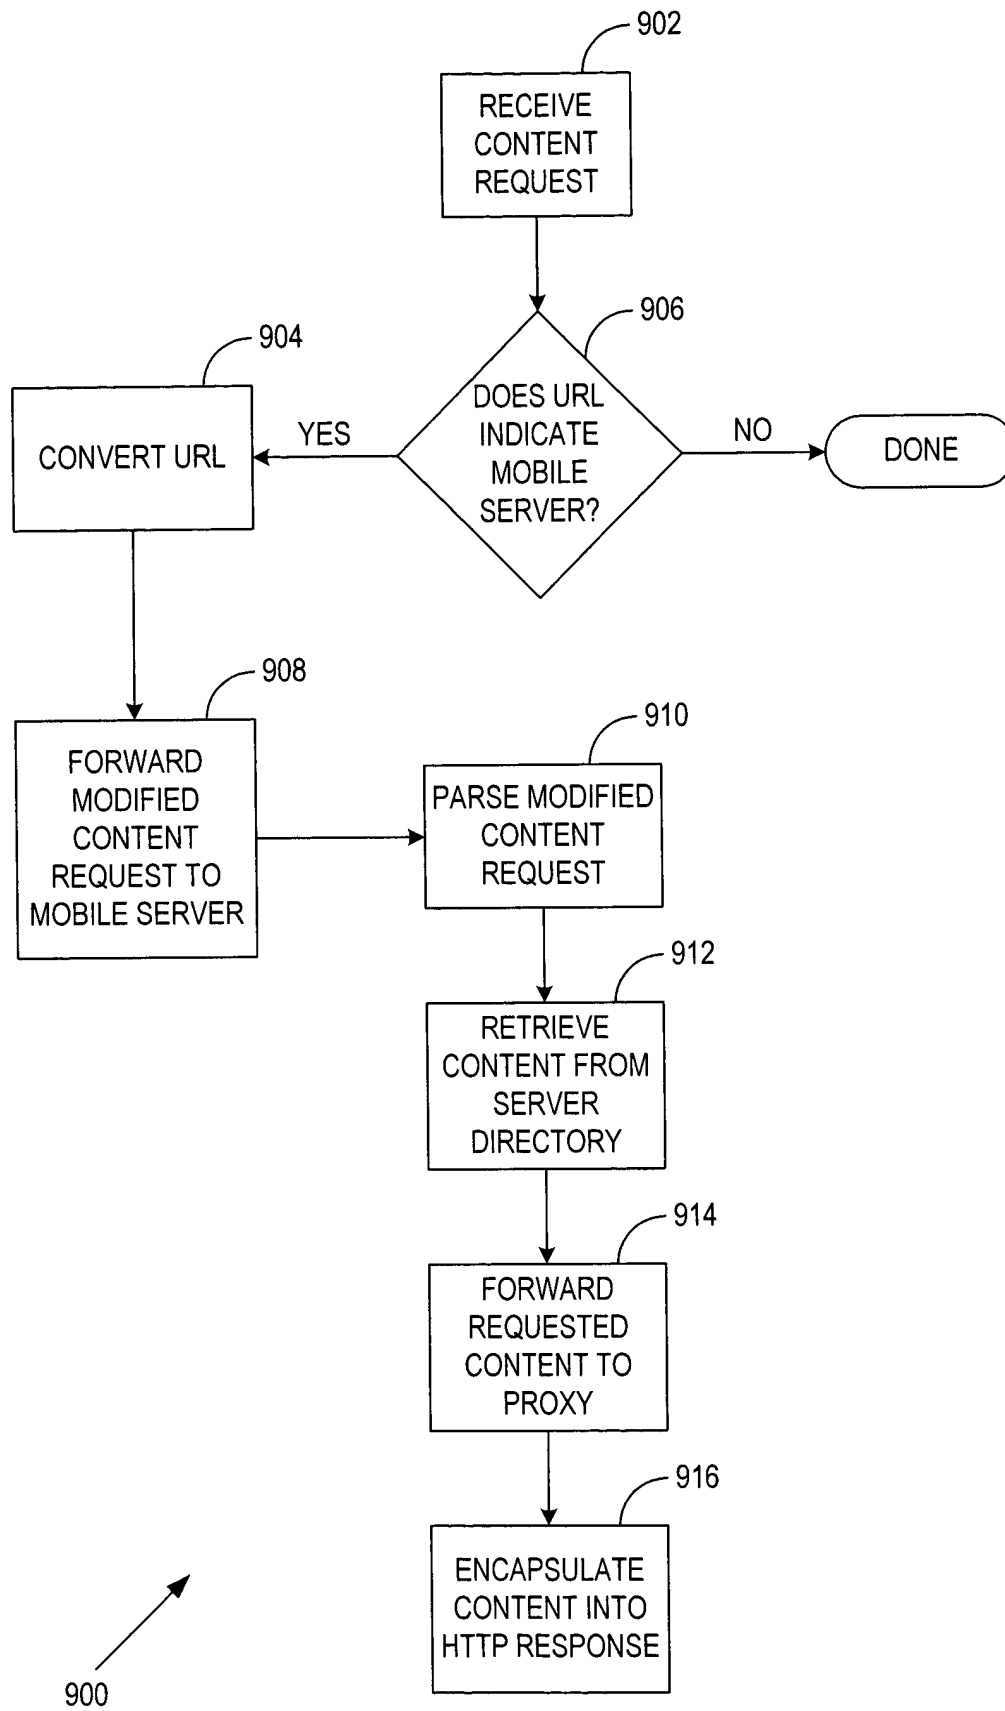 902
RECEIVE
CONTENT
REQUEST
906
904
DOES URL
INDICATE
MOBILE
SERVER?
YES
NO
CONVERT URL
DONE
908
FORWARD
MODIFIED
CONTENT
REQUEST TO
MOBILE SERVER
910
PARSE MODIFIED
CONTENT
REQUEST
912
RETRIEVE
CONTENT FROM
SERVER
DIRECTORY
914
FORWARD
REQUESTED
CONTENT TO
PROXY
916
ENCAPSULATE
CONTENT INTO
HTTP RESPONSE
900